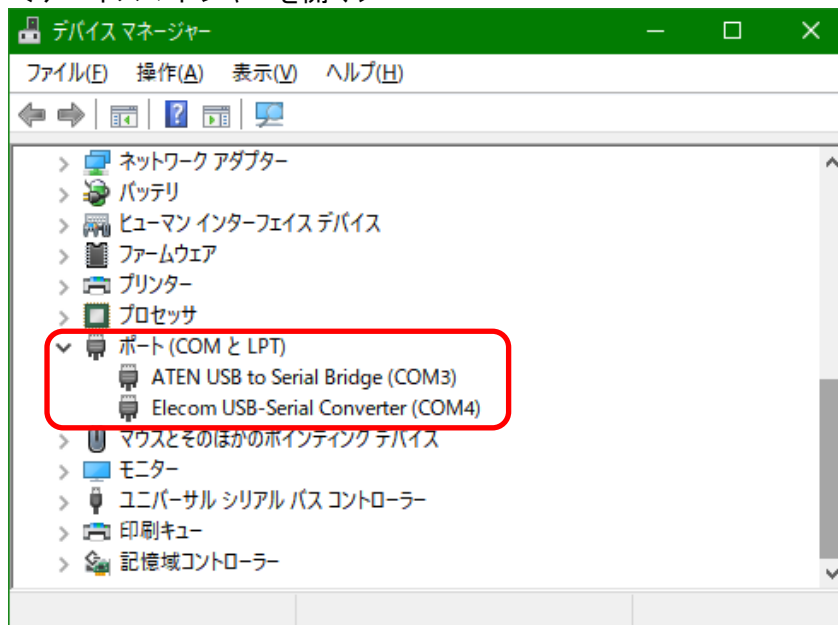 デバイス マネージャー
ファイル(F) 操作(A) 表示(V) ヘルプ(H)
ネットワーク アダプター
バッテリ
ヒューマン インターフェイス デバイス
ファームウェア
プリンター
プロセッサ
ポート (COM と LPT)
ATEN USB to Serial Bridge (COM3)
Elecom USB-Serial Converter (COM4)
マウスとそのほかのポインティング デバイス
モニター
ユニバーサル シリアル バス コントローラー
印刷キュー
記憶域コントローラー